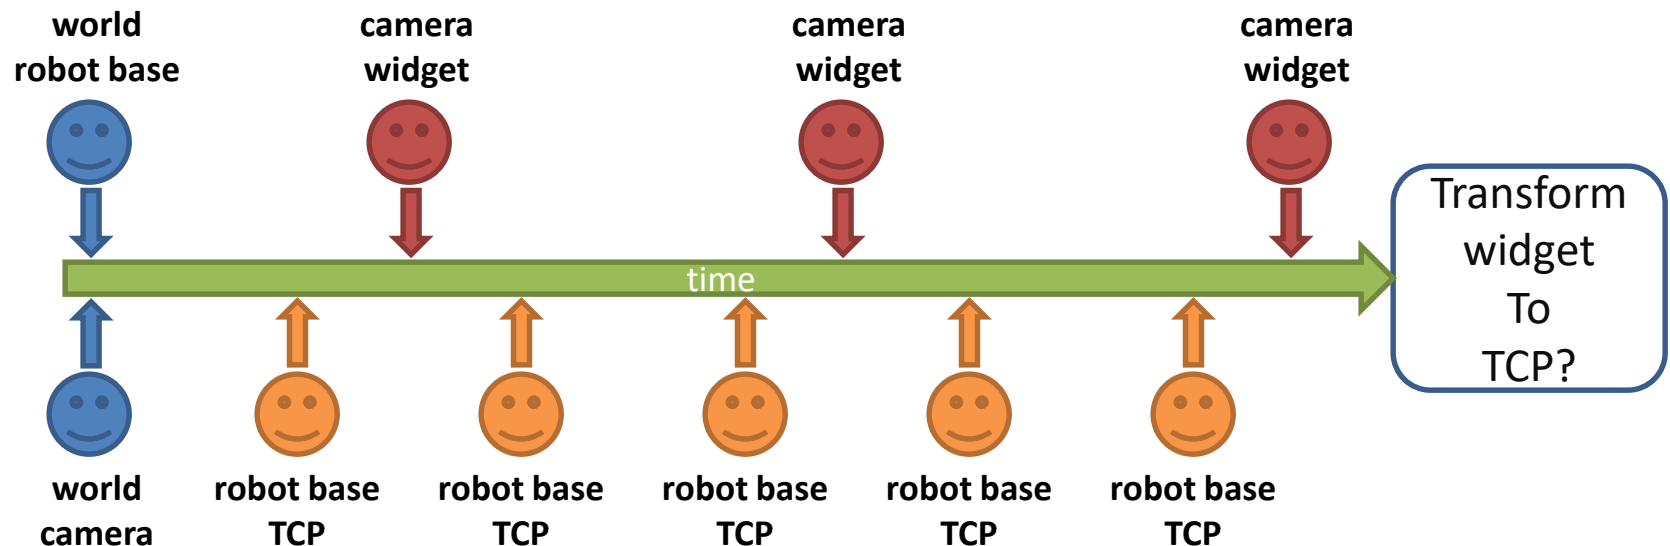 world
robot base
camera
widget
camera
widget
camera
widget
time
Transform
widget
To
TCP?
world
camera
robot base
TCP
robot base
TCP
robot base
TCP
robot base
TCP
robot base
TCP